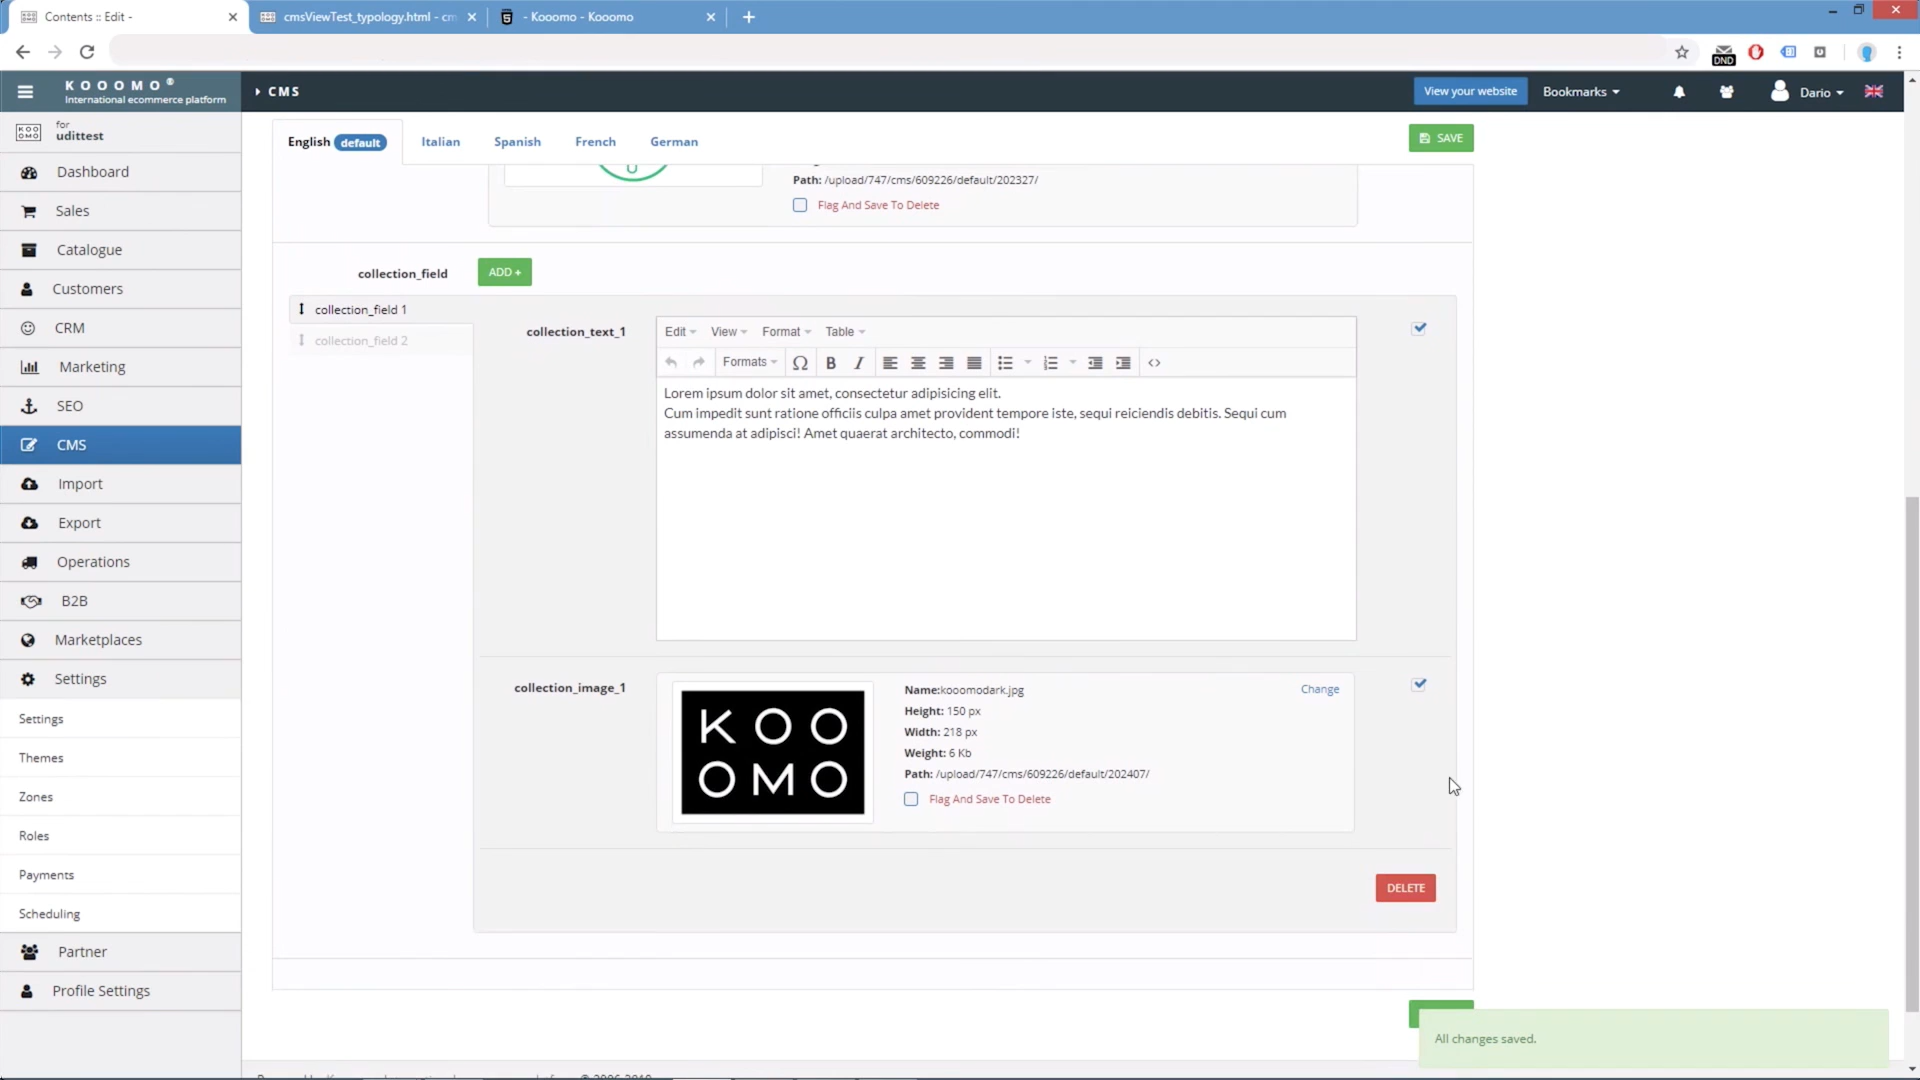 Contents :: Edit -
cmsViewTest_typology.html - cm
- Kooomo - Kooomo
DND
KOOOMO®
International ecommerce platform
CMS
View your website
Bookmarks
Dario
for
udittest
Dashboard
Sales
Catalogue
Customers
CRM
Marketing
SEO
CMS
Import
Export
Operations
B2B
Marketplaces
Settings
Settings
Themes
Zones
Roles
Payments
Scheduling
Partner
Profile Settings
English default
Italian
Spanish
French
German
SAVE
Path: /upload/747/cms/609226/default/202327/
Flag And Save To Delete
collection_field
ADD +
collection_field 1
collection_field 2
collection_text_1
Edit
View
Format
Table
Formats
Lorem ipsum dolor sit amet, consectetur adipisicing elit.
Cum impedit sunt ratione officiis culpa amet provident tempore iste, sequi reiciendis debitis. Sequi cum
assumenda at adipisci! Amet quaerat architecto, commodi!
collection_image_1
KOO
OMO
Name:kooomodark.jpg
Change
Height: 150 px
Width: 218 px
Weight: 6 Kb
Path: /upload/747/cms/609226/default/202407/
Flag And Save To Delete
DELETE
All changes saved.